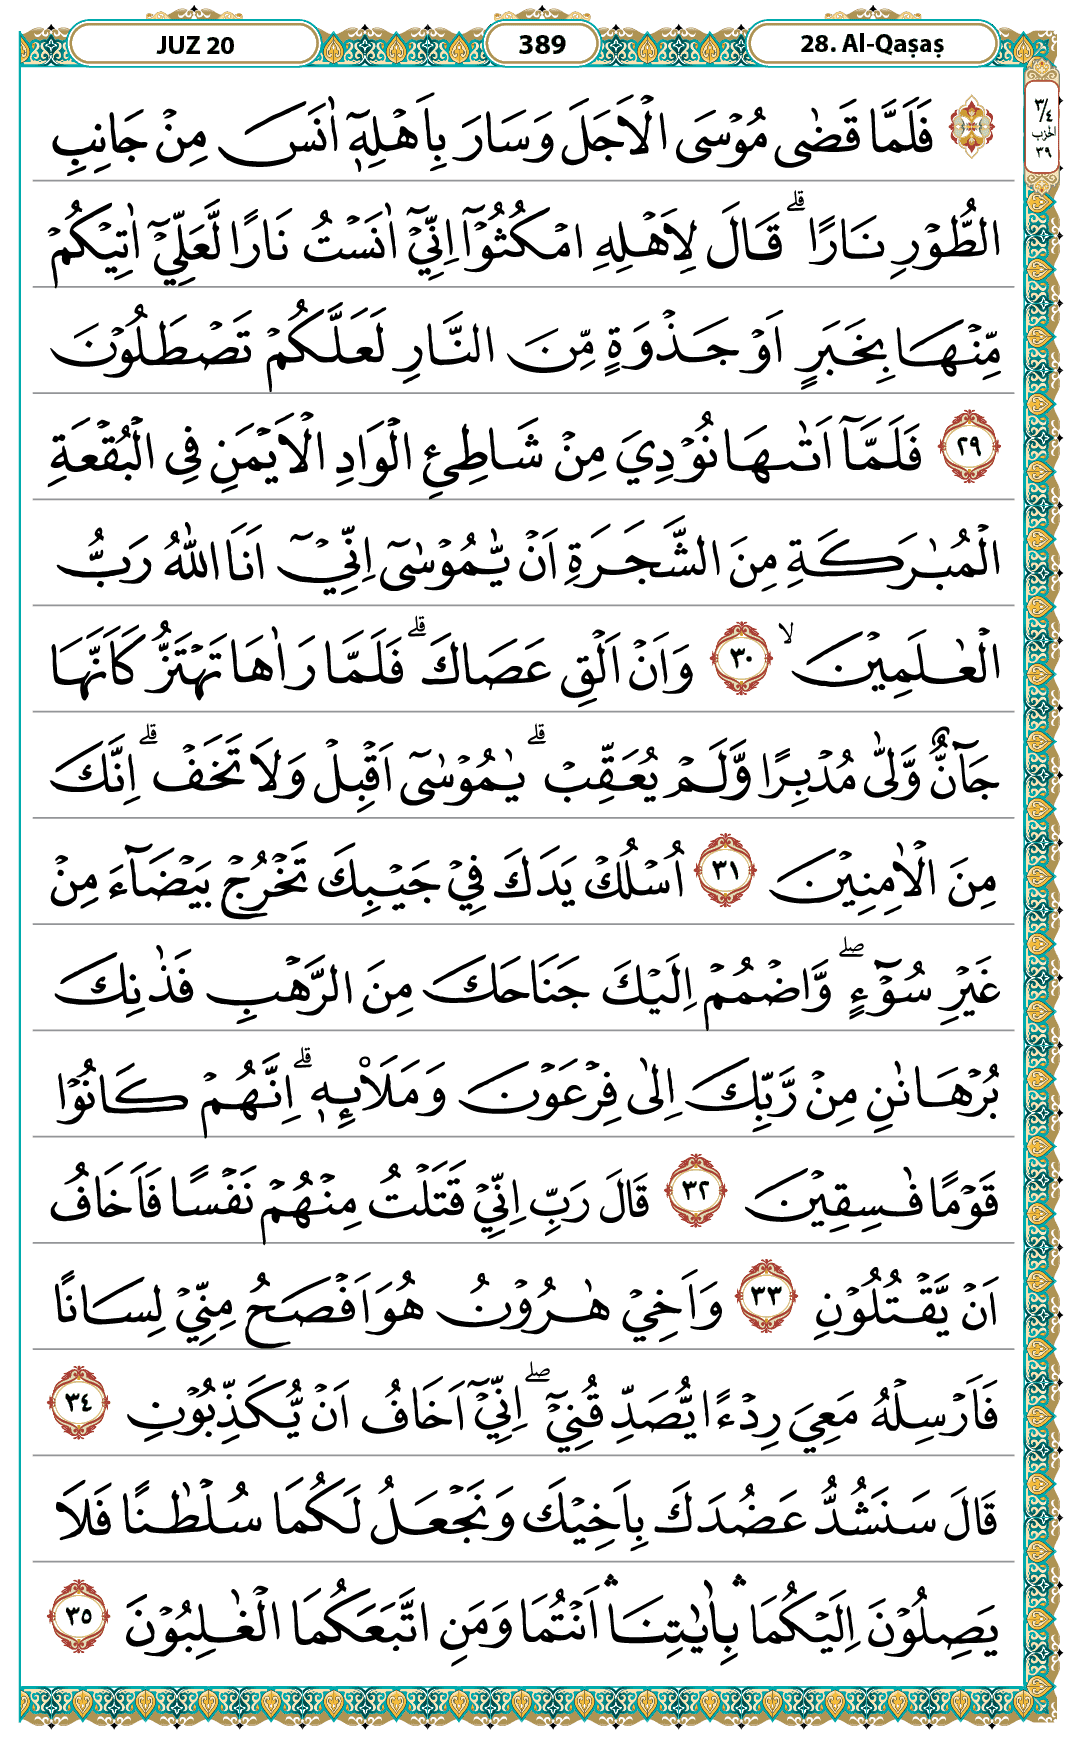 JUZ 20
389
28. Al-Qaṣaṣ
٣/٤
الحزب
٣٩
۞ فَلَمَّا قَضٰى مُوْسَى الْاَجَلَ وَسَارَ بِاَهْلِهٖٓ اٰنَسَ مِنْ جَانِبِ
الطُّوْرِ نَارًا ۗ قَالَ لِاَهْلِهِ امْكُثُوْٓا اِنِّيْٓ اٰنَسْتُ نَارًا لَّعَلِّيْٓ اٰتِيْكُمْ
مِّنْهَا بِخَبَرٍ اَوْ جَذْوَةٍ مِّنَ النَّارِ لَعَلَّكُمْ تَصْطَلُوْنَ
٢٩ فَلَمَّآ اَتٰىهَا نُوْدِيَ مِنْ شَاطِئِ الْوَادِ الْاَيْمَنِ فِى الْبُقْعَةِ
الْمُبٰرَكَةِ مِنَ الشَّجَرَةِ اَنْ يّٰمُوْسٰىٓ اِنِّيْٓ اَنَا اللّٰهُ رَبُّ
الْعٰلَمِيْنَ ۙ ٣٠ وَاَنْ اَلْقِ عَصَاكَ ۗ فَلَمَّا رَاٰهَا تَهْتَزُّ كَاَنَّهَا
جَاۤنٌّ وَّلّٰى مُدْبِرًا وَّلَمْ يُعَقِّبْ ۗ يٰمُوْسٰىٓ اَقْبِلْ وَلَا تَخَفْ ۗ اِنَّكَ
مِنَ الْاٰمِنِيْنَ ٣١ اُسْلُكْ يَدَكَ فِيْ جَيْبِكَ تَخْرُجْ بَيْضَاۤءَ مِنْ
غَيْرِ سُوْۤءٍ ۖ وَّاضْمُمْ اِلَيْكَ جَنَاحَكَ مِنَ الرَّهْبِ فَذٰنِكَ
بُرْهَانٰنِ مِنْ رَّبِّكَ اِلٰى فِرْعَوْنَ وَمَلَا۟ىِٕهٖ ۗ اِنَّهُمْ كَانُوْا
قَوْمًا فٰسِقِيْنَ ٣٢ قَالَ رَبِّ اِنِّيْ قَتَلْتُ مِنْهُمْ نَفْسًا فَاَخَافُ
اَنْ يَّقْتُلُوْنِ ٣٣ وَاَخِيْ هٰرُوْنُ هُوَ اَفْصَحُ مِنِّيْ لِسَانًا
فَاَرْسِلْهُ مَعِيَ رِدْءًا يُّصَدِّقُنِيْٓ ۖ اِنِّيْٓ اَخَافُ اَنْ يُّكَذِّبُوْنِ ٣٤
قَالَ سَنَشُدُّ عَضُدَكَ بِاَخِيْكَ وَنَجْعَلُ لَكُمَا سُلْطٰنًا فَلَا
يَصِلُوْنَ اِلَيْكُمَا ۛ بِاٰيٰتِنَا ۛ اَنْتُمَا وَمَنِ اتَّبَعَكُمَا الْغٰلِبُوْنَ ٣٥